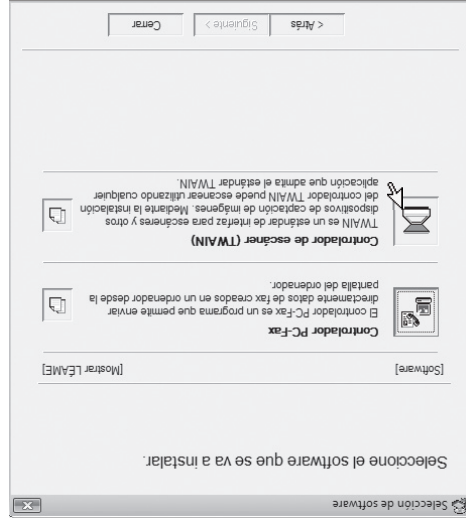 Selección de software
Seleccione el software que se va a instalar.
[Software]
[Mostrar LÉAME]
Controlador PC-Fax
El controlador PC-Fax es un programa que permite enviar
directamente datos de fax creados en un ordenador desde la
pantalla del ordenador.
Controlador de escáner (TWAIN)
TWAIN es un estándar de interfaz para escáneres y otros
dispositivos de captación de imágenes. Mediante la instalación
del controlador TWAIN puede escanear utilizando cualquier
aplicación que admita el estándar TWAIN.
< Atrás
Siguiente >
Cerrar